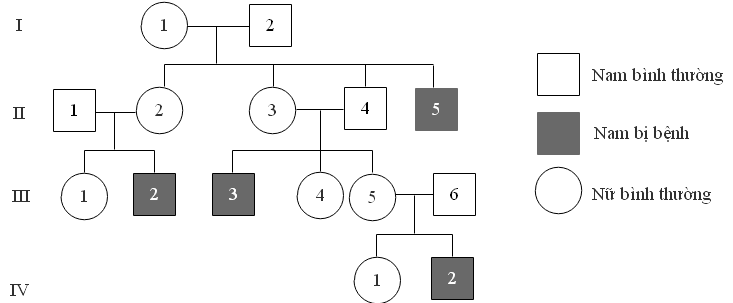 I
1
2
II
1
2
3
4
5
III
1
2
3
4
5
6
IV
1
2
Nam bình thường
Nam bị bệnh
Nữ bình thường